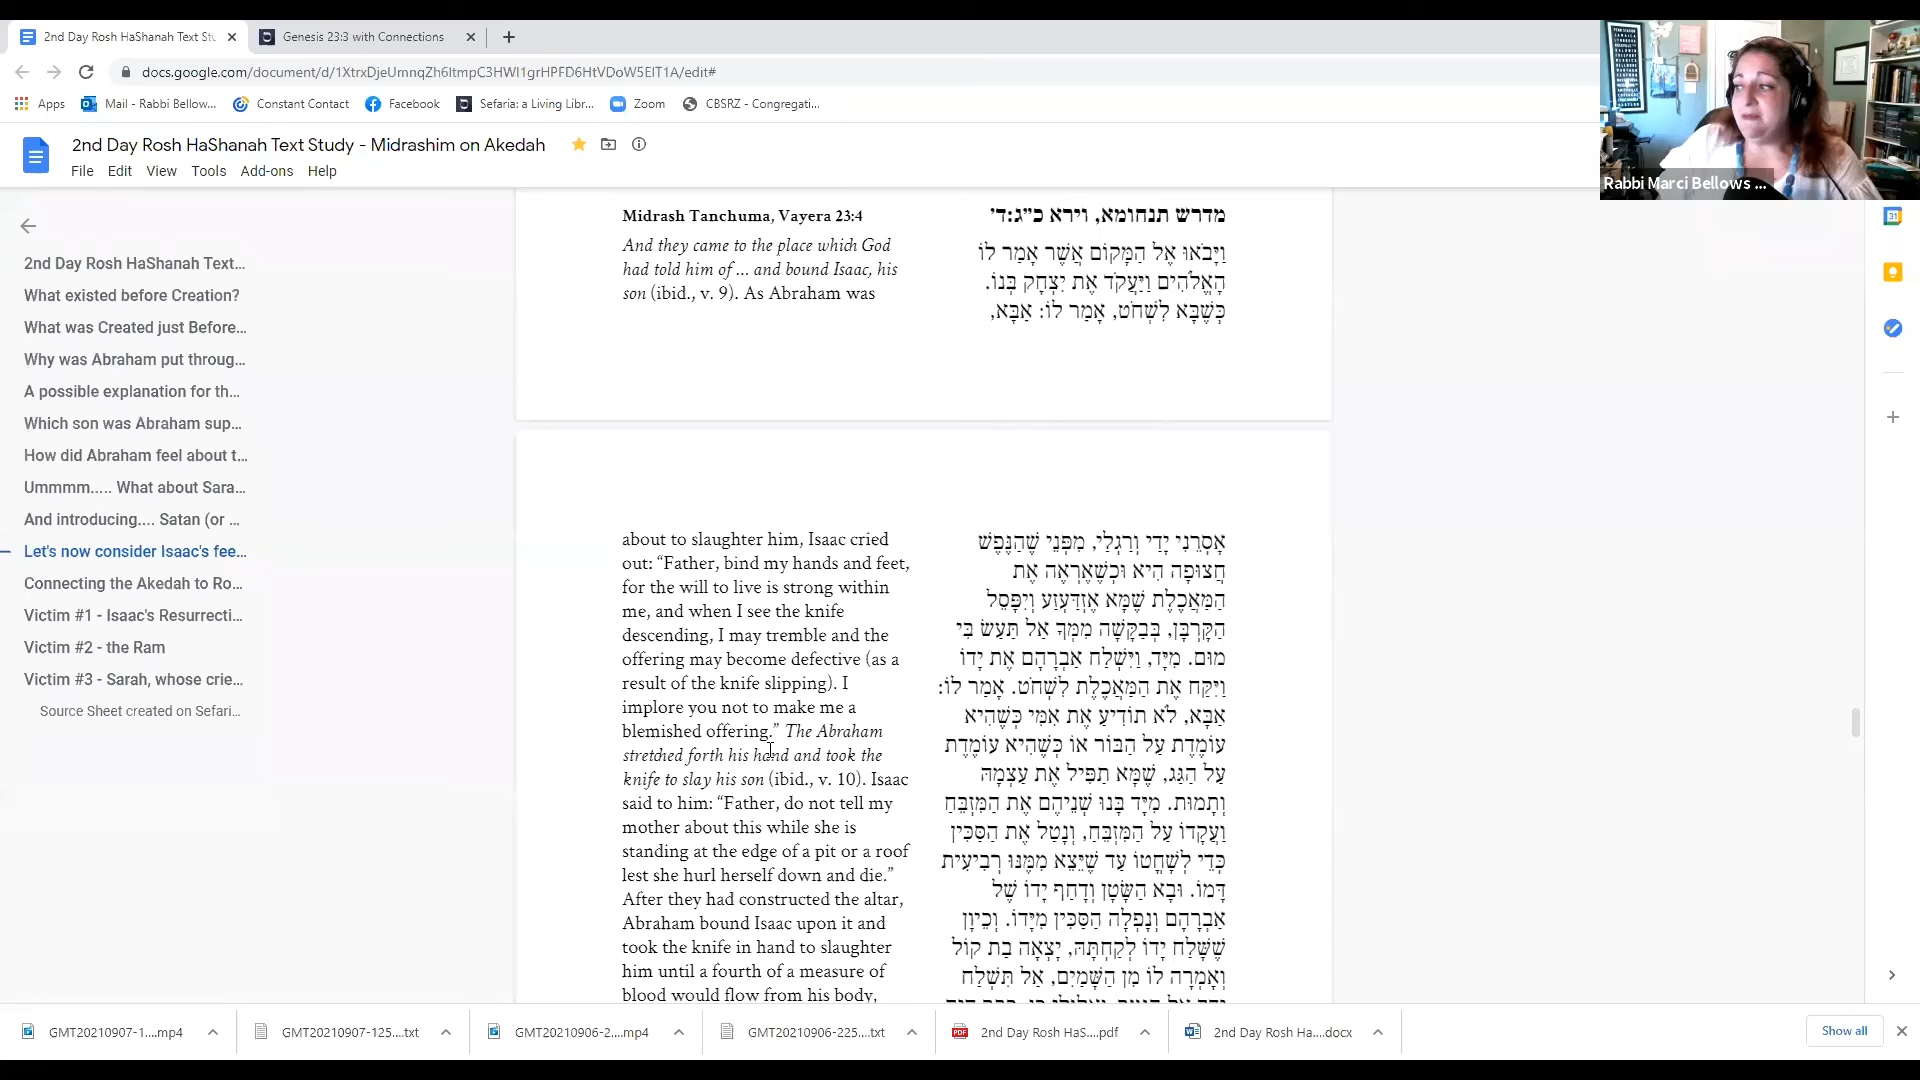 2nd Day Rosh HaShanah Text Stu
Genesis 23:3 with Connections
docs.google.com/document/d/1XtrxDjeUmnqZh6ltmpC3HWl1grHPFD6HtVDoW5EIT1A/edit#
Apps
Mail - Rabbi Bellow...
Constant Contact
Facebook
Sefaria: a Living Libr...
Zoom
CBSRZ - Congregati...
2nd Day Rosh HaShanah Text Study - Midrashim on Akedah
File Edit View Tools Add-ons Help
Rabbi Marci Bellows ...
2nd Day Rosh HaShanah Text...
What existed before Creation?
What was Created just Before...
Why was Abraham put throug...
A possible explanation for th...
Which son was Abraham sup...
How did Abraham feel about t...
Ummmm..... What about Sara...
And introducing.... Satan (or ...
Let's now consider Isaac's fee...
Connecting the Akedah to Ro...
Victim #1 - Isaac's Resurrecti...
Victim #2 - the Ram
Victim #3 - Sarah, whose crie...
Source Sheet created on Sefari...
Midrash Tanchuma, Vayera 23:4
And they came to the place which God
had told him of ... and bound Isaac, his
son (ibid., v. 9). As Abraham was
about to slaughter him, Isaac cried
out: “Father, bind my hands and feet,
for the will to live is strong within
me, and when I see the knife
descending, I may tremble and the
offering may become defective (as a
result of the knife slipping). I
implore you not to make me a
blemished offering.” The Abraham
stretched forth his hand and took the
knife to slay his son (ibid., v. 10). Isaac
said to him: “Father, do not tell my
mother about this while she is
standing at the edge of a pit or a roof
lest she hurl herself down and die.”
After they had constructed the altar,
Abraham bound Isaac upon it and
took the knife in hand to slaughter
him until a fourth of a measure of
blood would flow from his body,
מדרש תנחומא, וירא כ״ג:ד׳
וַיָּבֹאוּ אֶל הַמָּקוֹם אֲשֶׁר אָמַר לוֹ
הָאֱלֹהִים וַיַּעֲקֹד אֶת יִצְחָק בְּנוֹ.
כְּשֶׁבָּא לִשְׁחֹט, אָמַר לוֹ: אַבָּא,
אָסְרֵנִי יָדַי וְרַגְלַי, מִפְּנֵי שֶׁהַנֶּפֶשׁ
חֲצוּפָה הִיא וּכְשֶׁאֶרְאֶה אֶת
הַמַּאֲכֶלֶת שֶׁמָּא אֶזְדַּעְזַע וְיִפָּסֵל
הַקָּרְבָּן, בְּבַקָּשָׁה מִמְּךָ אַל תַּעַשׂ בִּי
מוּם. מִיָּד, וַיִּשְׁלַח אַבְרָהָם אֶת יָדוֹ
וַיִּקַּח אֶת הַמַּאֲכֶלֶת לִשְׁחֹט. אָמַר לוֹ:
אַבָּא, לֹא תוֹדִיעַ אֶת אִמִּי כְּשֶׁהִיא
עוֹמֶדֶת עַל הַבּוֹר אוֹ כְּשֶׁהִיא עוֹמֶדֶת
עַל הַגַּג, שֶׁמָּא תַפִּיל אֶת עַצְמָהּ
וְתָמוּת. מִיָּד בָּנוּ שְׁנֵיהֶם אֶת הַמִּזְבֵּחַ
וַעֲקָדוֹ עַל הַמִּזְבֵּחַ, וְנָטַל אֶת הַסַּכִּין
כְּדֵי לְשָׁחֳטוֹ עַד שֶׁיֵּצֵא מִמֶּנּוּ רְבִיעִית
דָּמוֹ. וּבָא הַשָּׂטָן וְדָחַף יָדוֹ שֶׁל
אַבְרָהָם וְנָפְלָה הַסַּכִּין מִיָּדוֹ. וְכֵיוָן
שֶׁשָּׁלַח יָדוֹ לְקַחְתָּהּ, יָצְאָה בַת קוֹל
וְאָמְרָה לוֹ מִן הַשָּׁמַיִם, אַל תִּשְׁלַח
GMT20210907-1....mp4
GMT20210907-125....txt
GMT20210906-2....mp4
GMT20210906-225....txt
2nd Day Rosh HaS....pdf
2nd Day Rosh Ha....docx
Show all